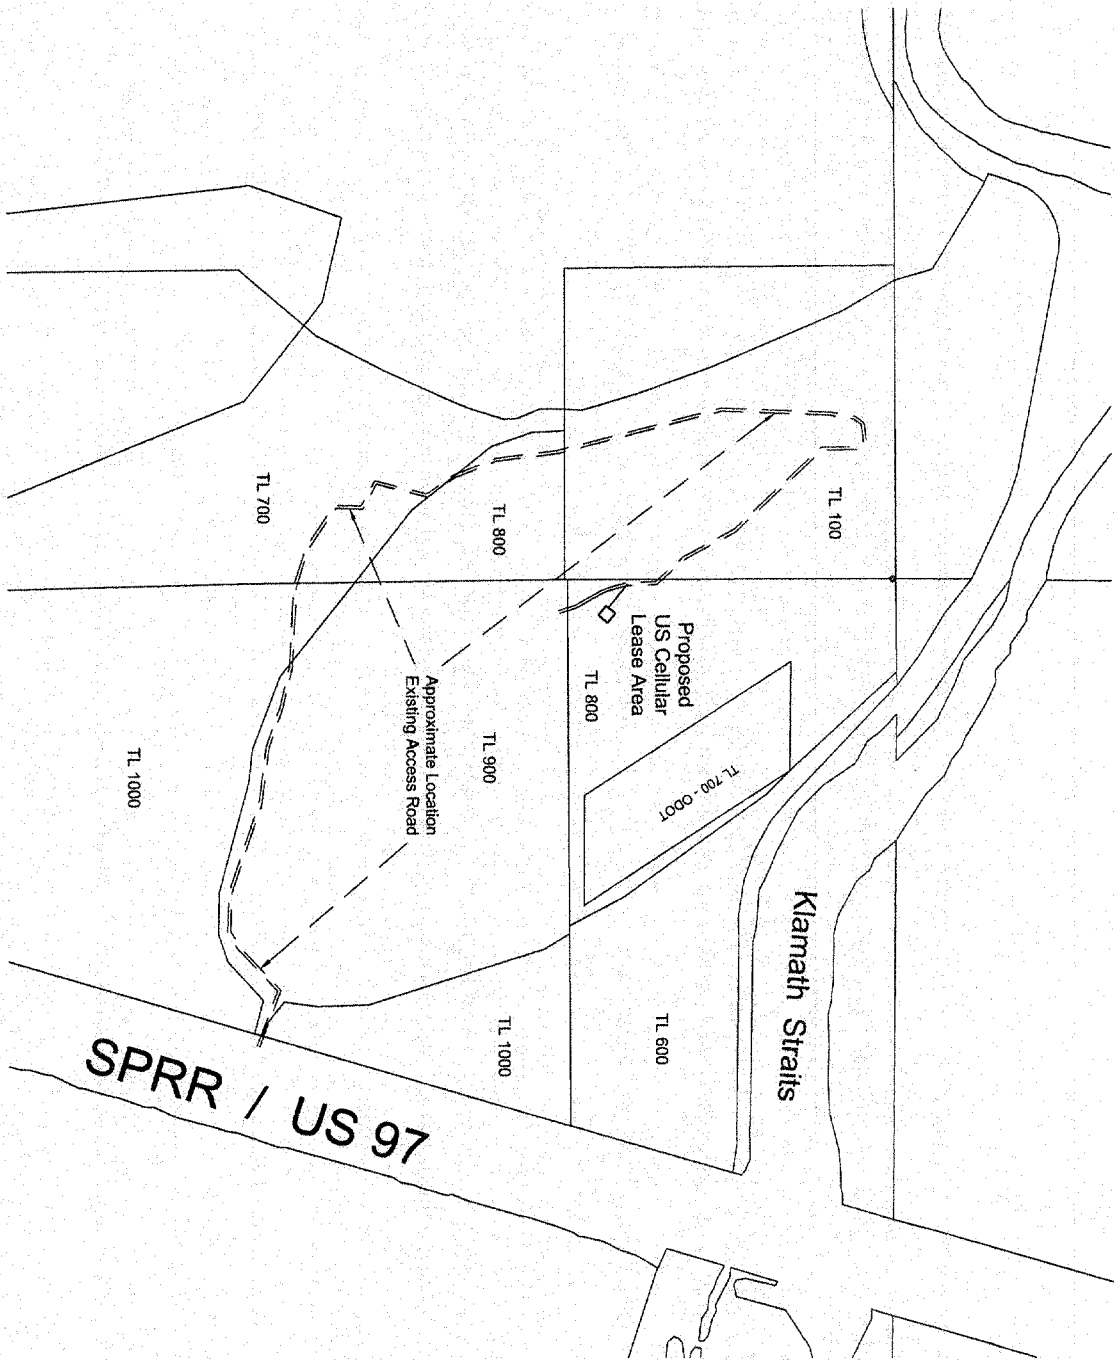 TL 100
TL 700
TL 800
Proposed
US Cellular
Lease Area
TL 800
TL 700 - ODOT
Approximate Location
Existing Access Road
TL 900
TL 1000
Klamath Straits
TL 600
TL 1000
SPRR / US 97